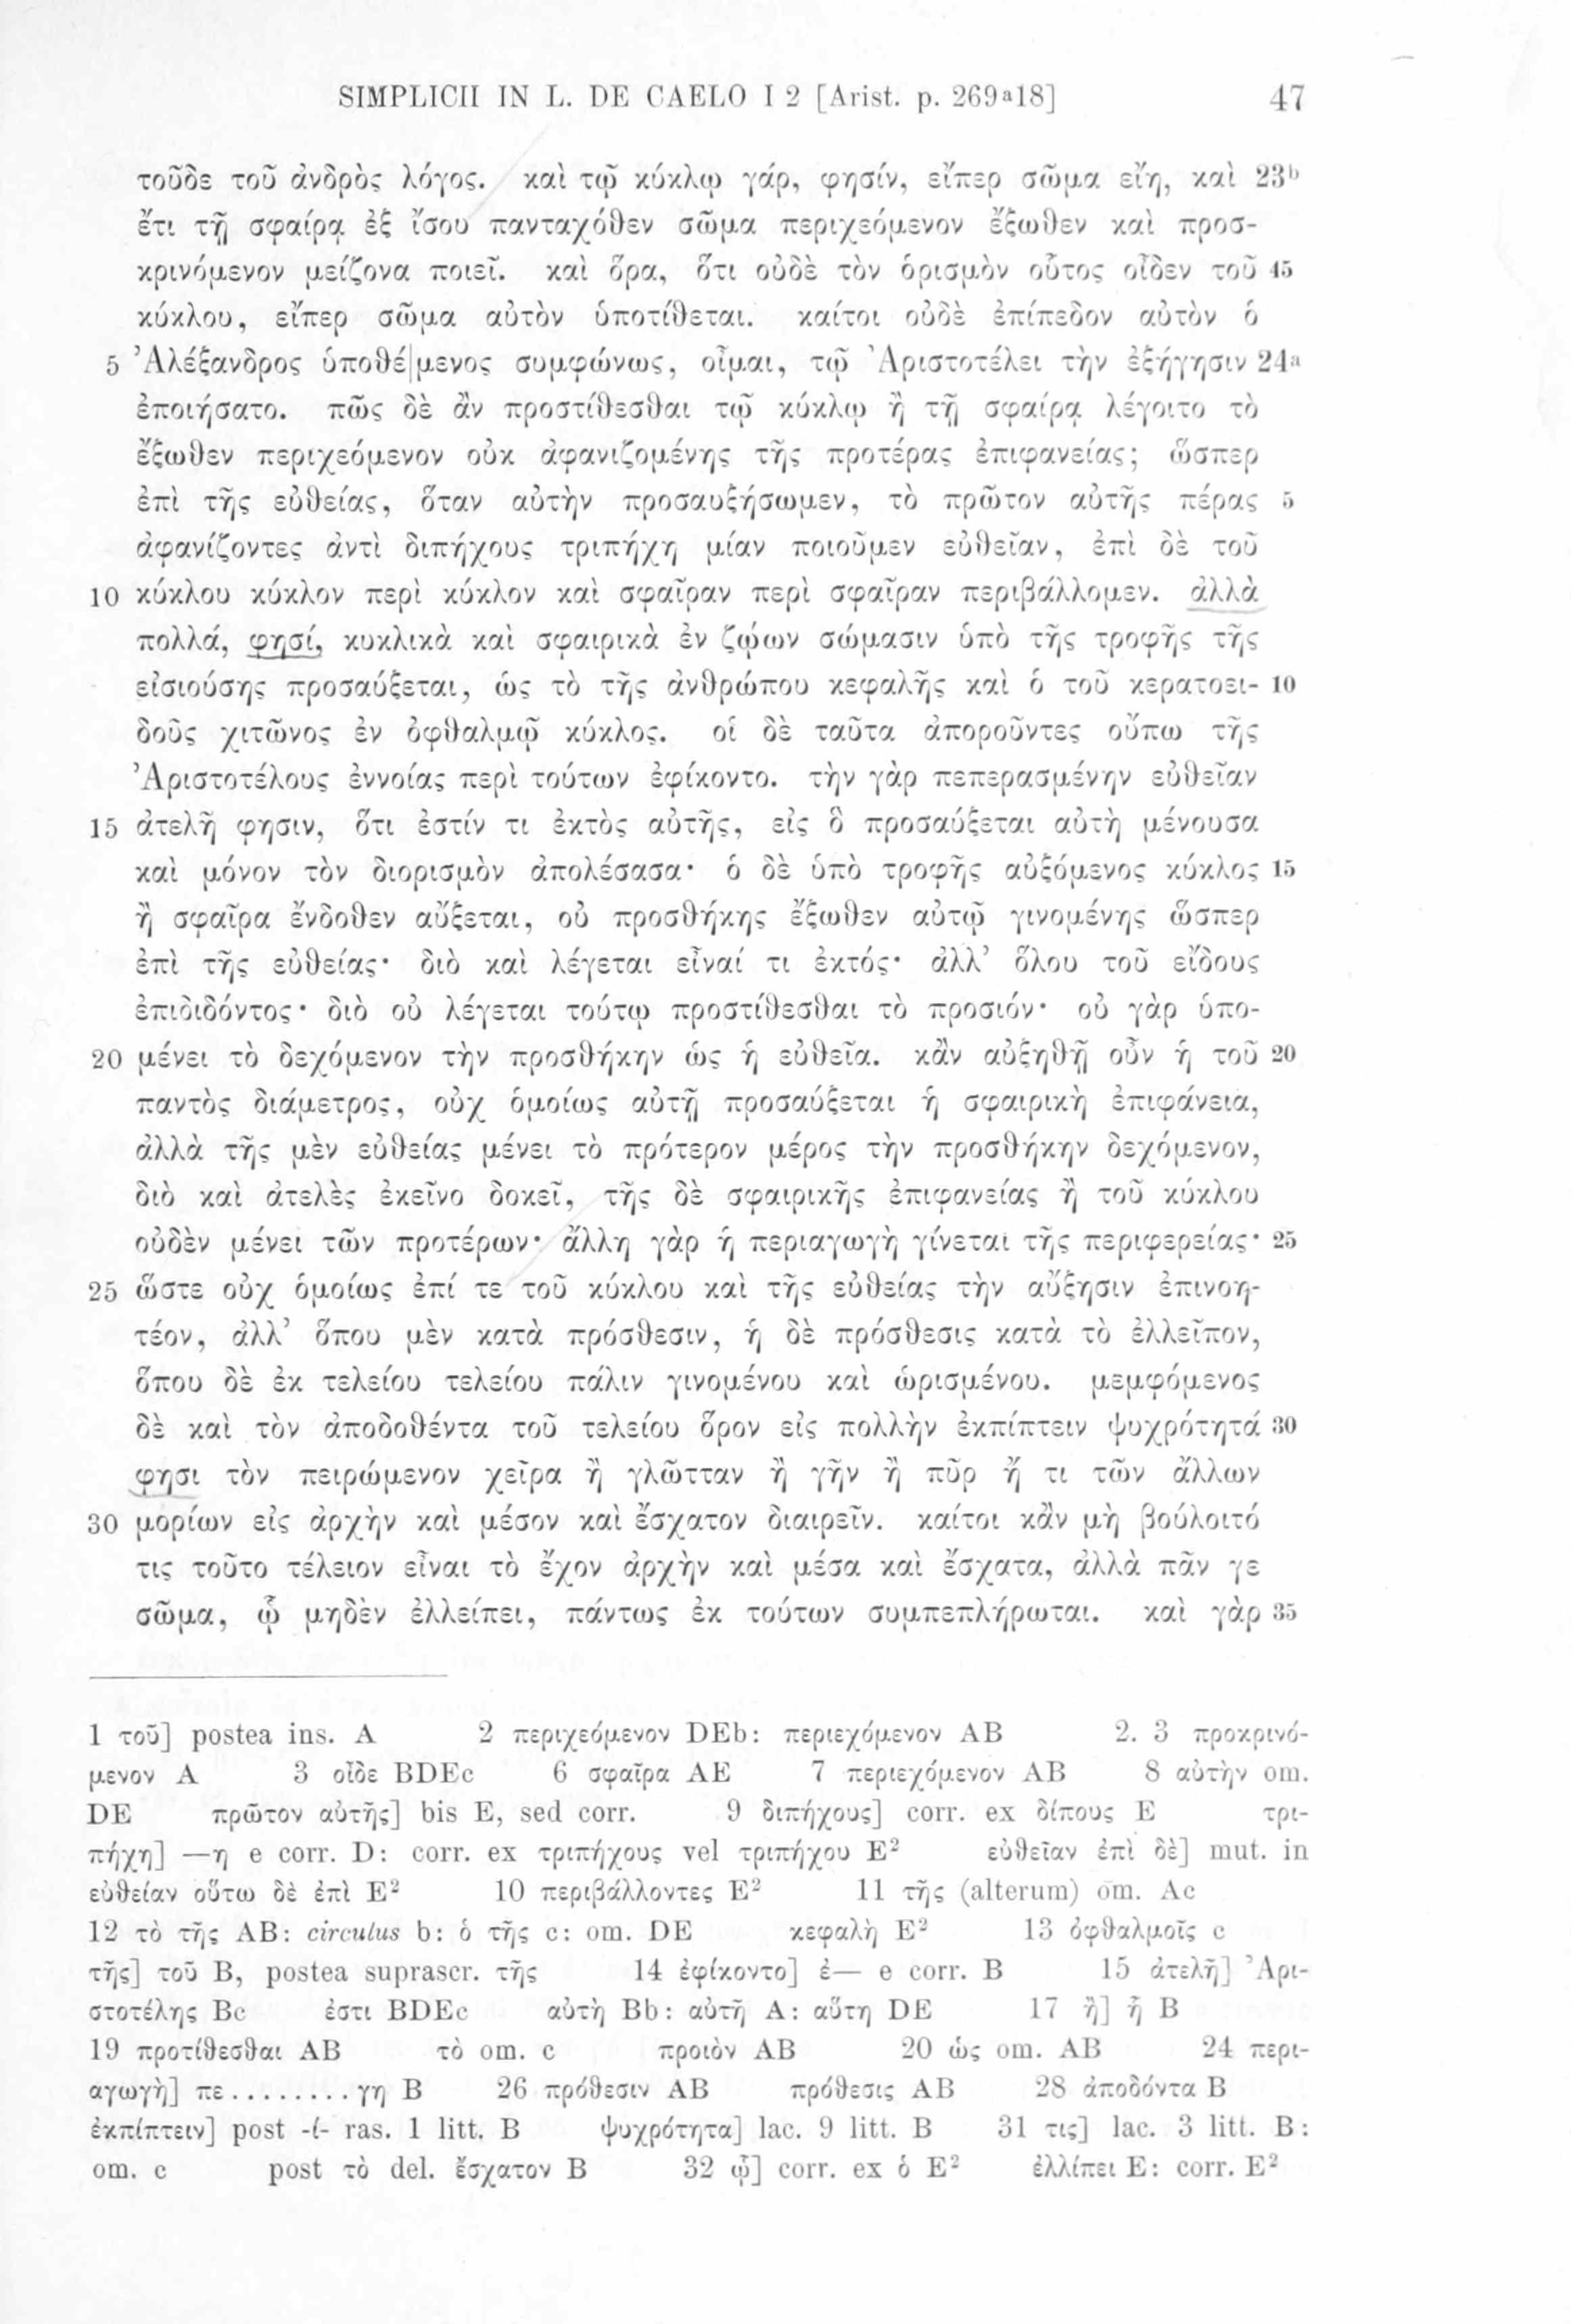 SIMPLICII IN L. DE CAELO I 2 [Arist. p. 269a18] 47
τοῦδε τοῦ ἀνδρὸς λόγος. καὶ τῷ κύκλῳ γάρ, φησίν, εἴπερ σῶμα εἴη, καὶ 23b
ἔτι τῇ σφαίρᾳ ἐξ ἴσου πανταχόθεν σῶμα περιχεόμενον ἔξωθεν καὶ προσ-
κρινόμενον μείζονα ποιεῖ. καὶ ὅρα, ὅτι οὐδὲ τὸν ὁρισμὸν οὗτος οἶδεν τοῦ 45
κύκλου, εἴπερ σῶμα αὐτὸν ὑποτίθεται. καίτοι οὐδὲ ἐπίπεδον αὐτὸν ὁ
5 Ἀλέξανδρος ὑποθέ|μενος συμφώνως, οἶμαι, τῷ Ἀριστοτέλει τὴν ἐξήγησιν 24a
ἐποιήσατο. πῶς δὲ ἂν προστίθεσθαι τῷ κύκλῳ ἢ τῇ σφαίρᾳ λέγοιτο τὸ
ἔξωθεν περιχεόμενον οὐκ ἀφανιζομένης τῆς προτέρας ἐπιφανείας; ὥσπερ
ἐπὶ τῆς εὐθείας, ὅταν αὐτὴν προσαυξήσωμεν, τὸ πρῶτον αὐτῆς πέρας 5
ἀφανίζοντες ἀντὶ διπήχους τριπήχη μίαν ποιοῦμεν εὐθεῖαν, ἐπὶ δὲ τοῦ
10 κύκλου κύκλον περὶ κύκλον καὶ σφαῖραν περὶ σφαῖραν περιβάλλομεν. ἀλλὰ
πολλά, φησί, κυκλικὰ καὶ σφαιρικὰ ἐν ζῴων σώμασιν ὑπὸ τῆς τροφῆς τῆς
εἰσιούσης προσαύξεται, ὡς τὸ τῆς ἀνθρώπου κεφαλῆς καὶ ὁ τοῦ κερατοει- 10
δοῦς χιτῶνος ἐν ὀφθαλμῷ κύκλος. οἱ δὲ ταῦτα ἀποροῦντες οὔπω τῆς
Ἀριστοτέλους ἐννοίας περὶ τούτων ἐφίκοντο. τὴν γὰρ πεπερασμένην εὐθεῖαν
15 ἀτελῆ φησιν, ὅτι ἐστίν τι ἐκτὸς αὐτῆς, εἰς ὃ προσαύξεται αὐτὴ μένουσα
καὶ μόνον τὸν διορισμὸν ἀπολέσασα· ὁ δὲ ὑπὸ τροφῆς αὐξόμενος κύκλος 15
ἢ σφαῖρα ἔνδοθεν αὔξεται, οὐ προσθήκης ἔξωθεν αὐτῷ γινομένης ὥσπερ
ἐπὶ τῆς εὐθείας· διὸ καὶ λέγεται εἶναί τι ἐκτός· ἀλλ’ ὅλου τοῦ εἴδους
ἐπιδιδόντος· διὸ οὐ λέγεται τούτῳ προστίθεσθαι τὸ προσιόν· οὐ γὰρ ὑπο-
20 μένει τὸ δεχόμενον τὴν προσθήκην ὡς ἡ εὐθεῖα. κἂν αὐξηθῇ οὖν ἡ τοῦ 20
παντὸς διάμετρος, οὐχ ὁμοίως αὐτῇ προσαύξεται ἡ σφαιρικὴ ἐπιφάνεια,
ἀλλὰ τῆς μὲν εὐθείας μένει τὸ πρότερον μέρος τὴν προσθήκην δεχόμενον,
διὸ καὶ ἀτελὲς ἐκεῖνο δοκεῖ, τῆς δὲ σφαιρικῆς ἐπιφανείας ἢ τοῦ κύκλου
οὐδὲν μένει τῶν προτέρων· ἄλλη γὰρ ἡ περιαγωγὴ γίνεται τῆς περιφερείας· 25
25 ὥστε οὐχ ὁμοίως ἐπί τε τοῦ κύκλου καὶ τῆς εὐθείας τὴν αὔξησιν ἐπινοη-
τέον, ἀλλ’ ὅπου μὲν κατὰ πρόσθεσιν, ἡ δὲ πρόσθεσις κατὰ τὸ ἐλλεῖπον,
ὅπου δὲ ἐκ τελείου τελείου πάλιν γινομένου καὶ ὡρισμένου. μεμφόμενος
δὲ καὶ τὸν ἀποδοθέντα τοῦ τελείου ὅρον εἰς πολλὴν ἐκπίπτειν ψυχρότητά 30
φησι τὸν πειρώμενον χεῖρα ἢ γλῶτταν ἢ γῆν ἢ πῦρ ἤ τι τῶν ἄλλων
30 μορίων εἰς ἀρχὴν καὶ μέσον καὶ ἔσχατον διαιρεῖν. καίτοι κἂν μὴ βούλοιτό
τις τοῦτο τέλειον εἶναι τὸ ἔχον ἀρχὴν καὶ μέσα καὶ ἔσχατα, ἀλλὰ πᾶν γε
σῶμα, ᾧ μηδὲν ἐλλείπει, πάντως ἐκ τούτων συμπεπλήρωται. καὶ γὰρ 35
1 τοῦ] postea ins. A 2 περιχεόμενον DEb: περιεχόμενον AB 2. 3 προκρινό-
μενον A 3 οἶδε BDEc 6 σφαῖρα AE 7 περιεχόμενον AB 8 αὐτὴν om.
DE πρῶτον αὐτῆς] bis E, sed corr. 9 διπήχους] corr. ex δίπους E τρι-
πήχη] —η e corr. D: corr. ex τριπήχους vel τριπήχου E² εὐθεῖαν ἐπὶ δὲ] mut. in
εὐθείαν οὕτω δὲ ἐπὶ E² 10 περιβάλλοντες E² 11 τῆς (alterum) om. Ac
12 τὸ τῆς AB: circulus b: ὁ τῆς c: om. DE κεφαλὴ E² 13 ὀφθαλμοῖς c
τῆς] τοῦ B, postea suprascr. τῆς 14 ἐφίκοντο] ἐ— e corr. B 15 ἀτελῆ] Ἀρι-
στοτέλης Bc ἐστι BDEc αὐτὴ Bb: αὐτῆ A: αὕτη DE 17 ἢ] ἡ B
19 προτίθεσθαι AB τὸ om. c προιὸν AB 20 ὡς om. AB 24 περι-
αγωγὴ] πε.........γη B 26 πρόθεσιν AB πρόθεσις AB 28 ἀποδόντα B
ἐκπίπτειν] post -ί- ras. 1 litt. B ψυχρότητα] lac. 9 litt. B 31 τις] lac. 3 litt. B:
om. c post τὸ del. ἔσχατον B 32 ᾧ] corr. ex ὁ E² ἐλλίπει E: corr. E²